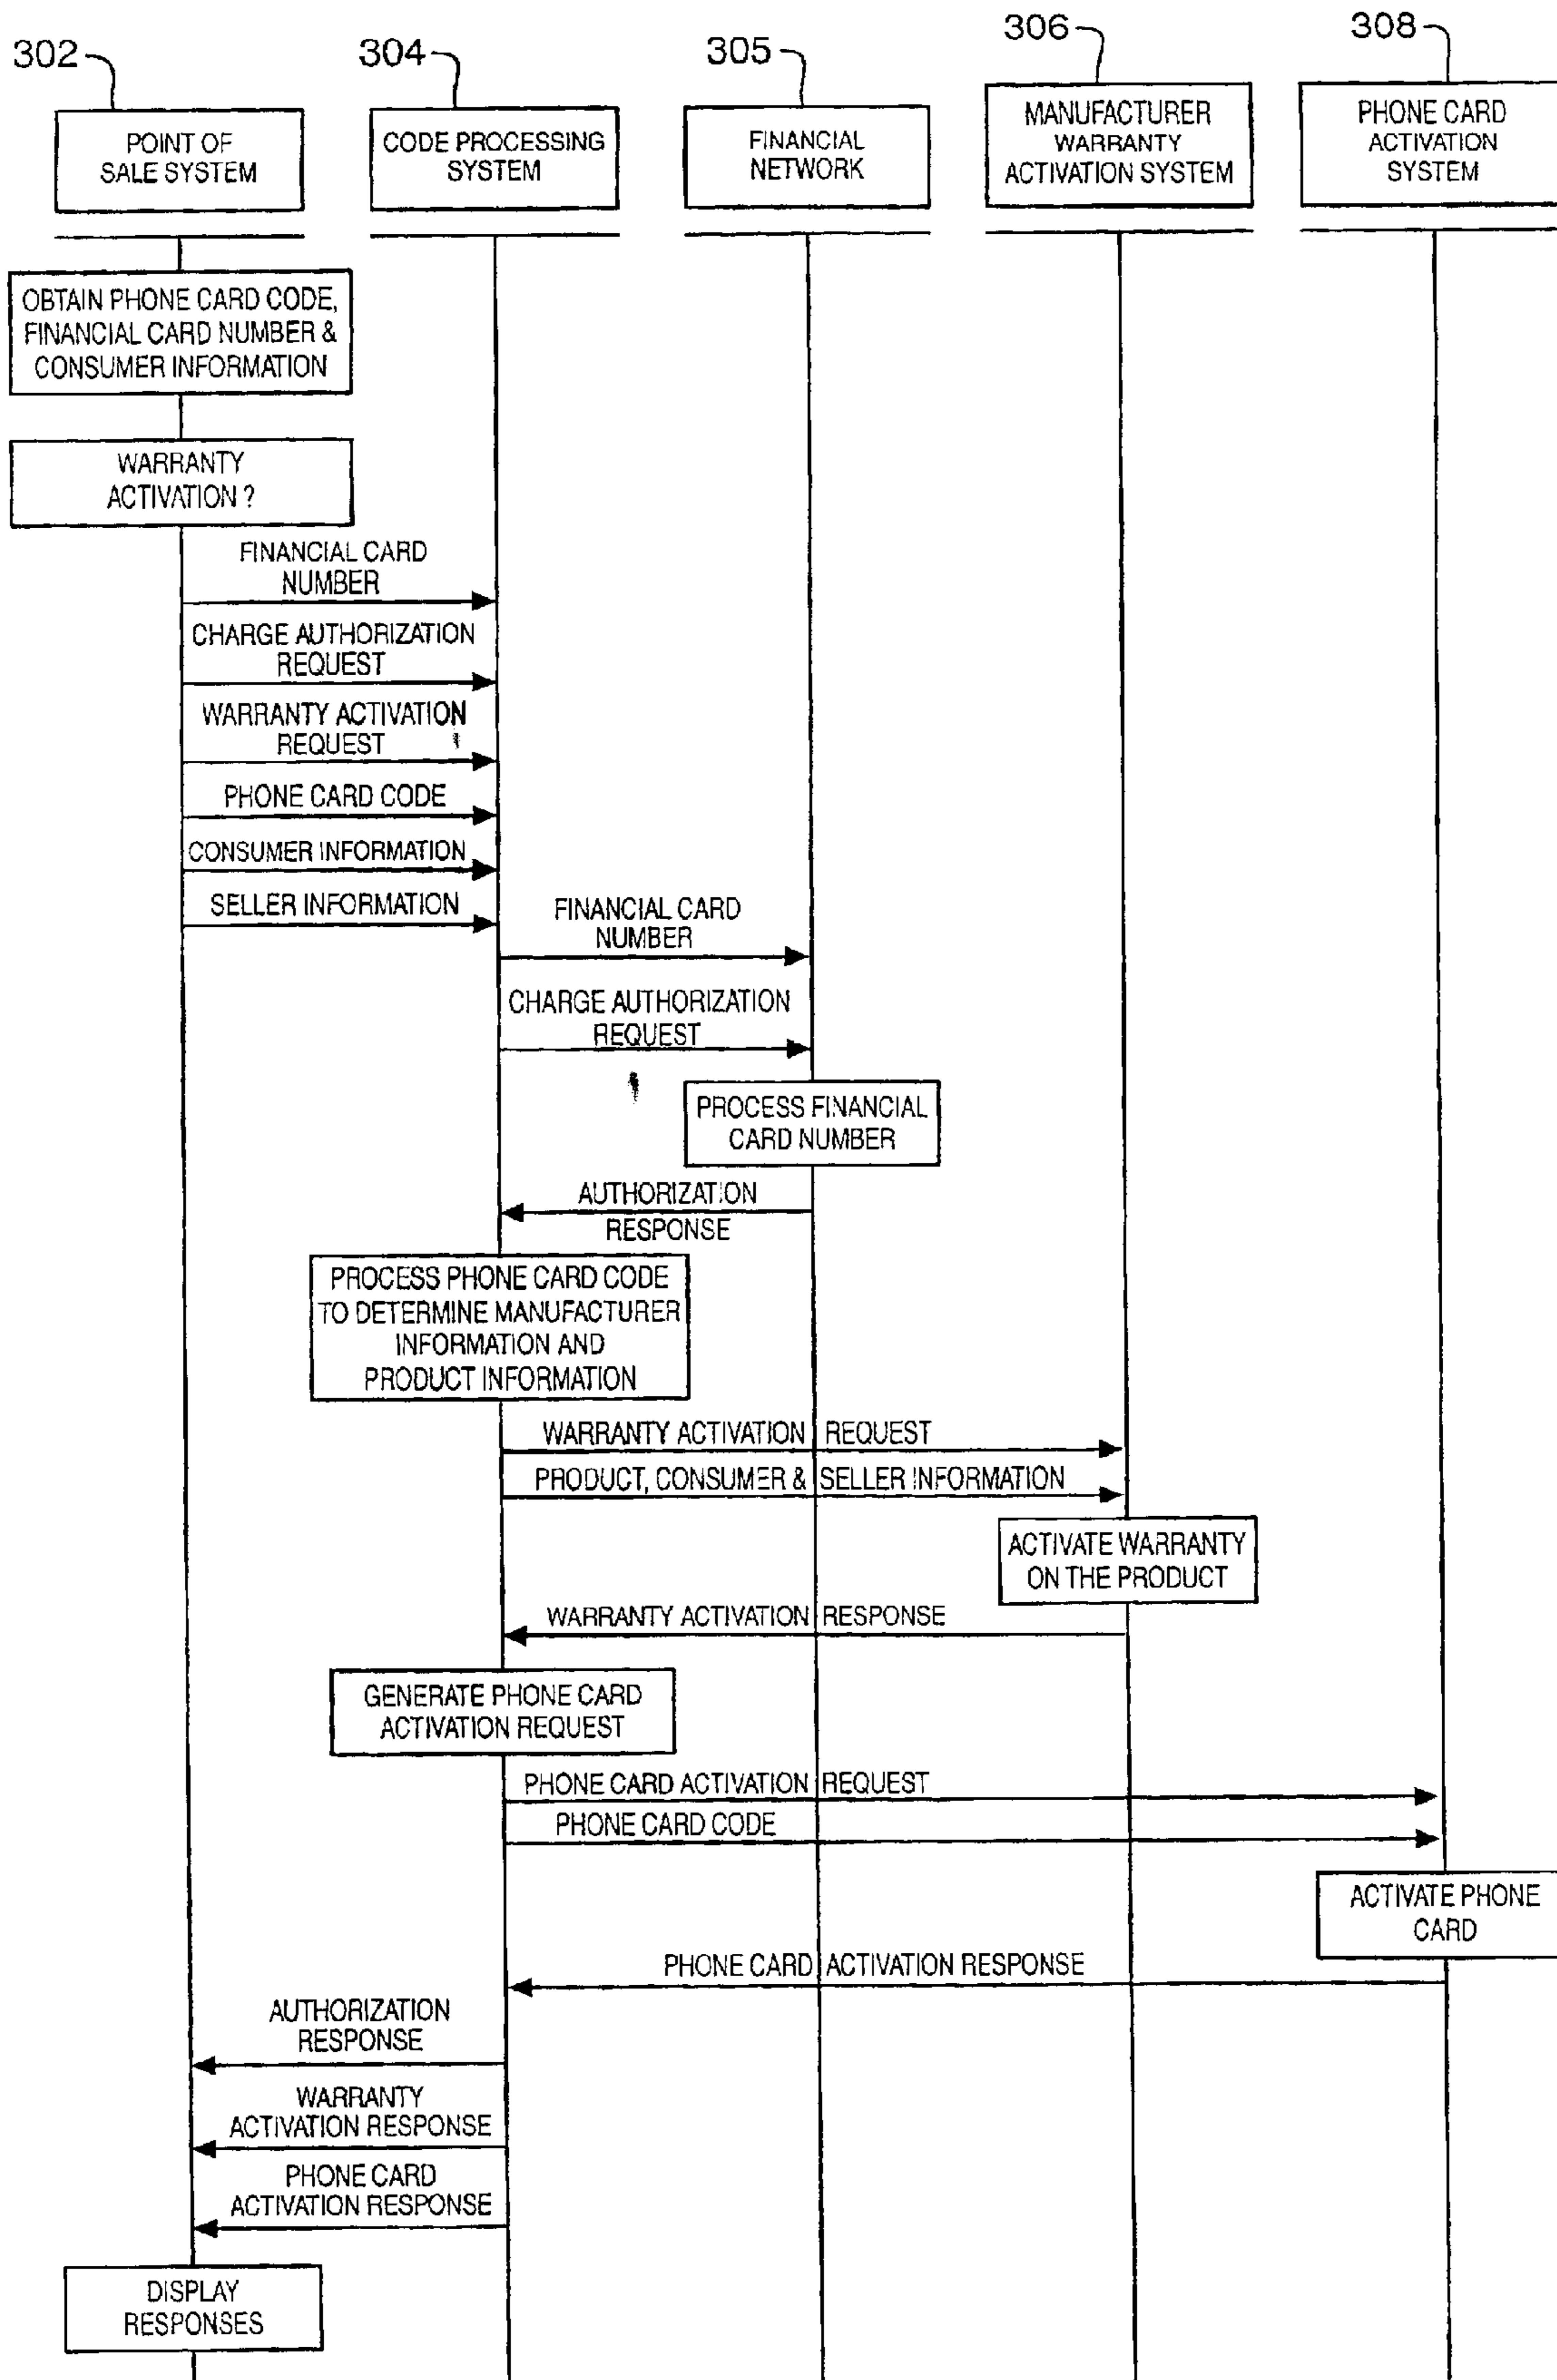 302
304
305
306
308
POINT OF
SALE SYSTEM
CODE PROCESSING
SYSTEM
FINANCIAL
NETWORK
MANUFACTURER
WARRANTY
ACTIVATION SYSTEM
PHONE CARD
ACTIVATION
SYSTEM
OBTAIN PHONE CARD CODE,
FINANCIAL CARD NUMBER &
CONSUMER INFORMATION
WARRANTY
ACTIVATION ?
FINANCIAL CARD
NUMBER
CHARGE AUTHORIZATION
REQUEST
WARRANTY ACTIVATION
REQUEST
PHONE CARD CODE
CONSUMER INFORMATION
SELLER INFORMATION
FINANCIAL CARD
NUMBER
CHARGE AUTHORIZATION
REQUEST
PROCESS FINANCIAL
CARD NUMBER
AUTHORIZATION
RESPONSE
PROCESS PHONE CARD CODE
TO DETERMINE MANUFACTURER
INFORMATION AND
PRODUCT INFORMATION
WARRANTY ACTIVATION REQUEST
PRODUCT, CONSUMER & SELLER INFORMATION
ACTIVATE WARRANTY
ON THE PRODUCT
WARRANTY ACTIVATION RESPONSE
GENERATE PHONE CARD
ACTIVATION REQUEST
PHONE CARD ACTIVATION REQUEST
PHONE CARD CODE
ACTIVATE PHONE
CARD
PHONE CARD ACTIVATION RESPONSE
AUTHORIZATION
RESPONSE
WARRANTY
ACTIVATION RESPONSE
PHONE CARD
ACTIVATION RESPONSE
DISPLAY
RESPONSES